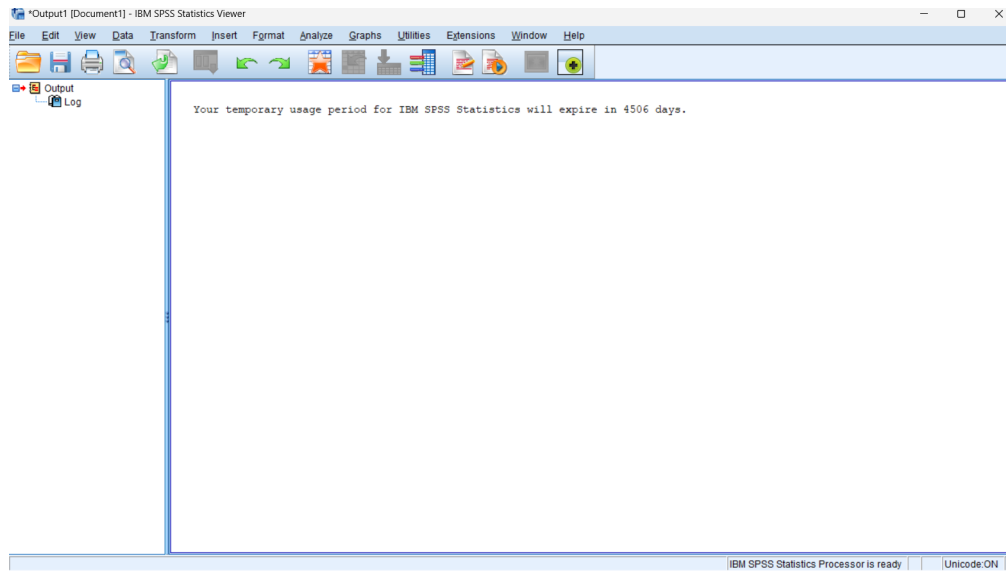 *Output1 [Document1] - IBM SPSS Statistics Viewer
File Edit View Data Transform Insert Format Analyze Graphs Utilities Extensions Window Help
Output
Log
Your temporary usage period for IBM SPSS Statistics will expire in 4506 days.
IBM SPSS Statistics Processor is ready Unicode:ON